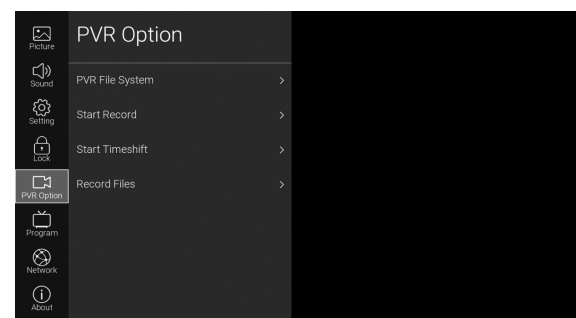 Picture
Sound
Setting
Lock
PVR Option
Program
Network
About
PVR Option
PVR File System
Start Record
Start Timeshift
Record Files